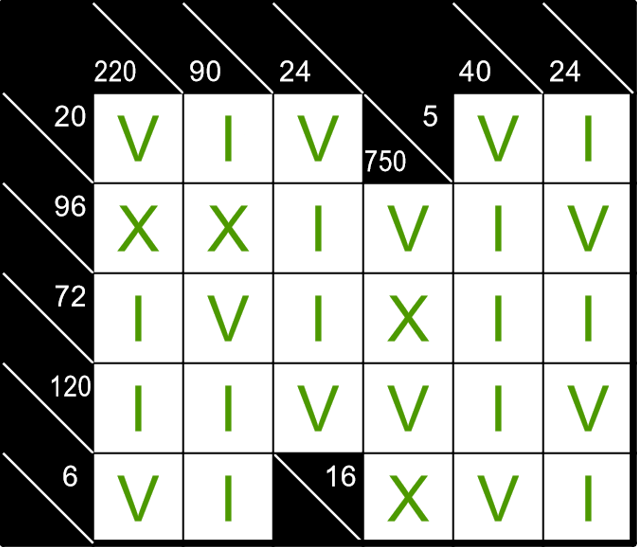 220 90 24 40 24
20 V I V 750 5 V I
96 X X I V I V
72 I V I X I I
120 I I V V I V
6 V I 16 X V I